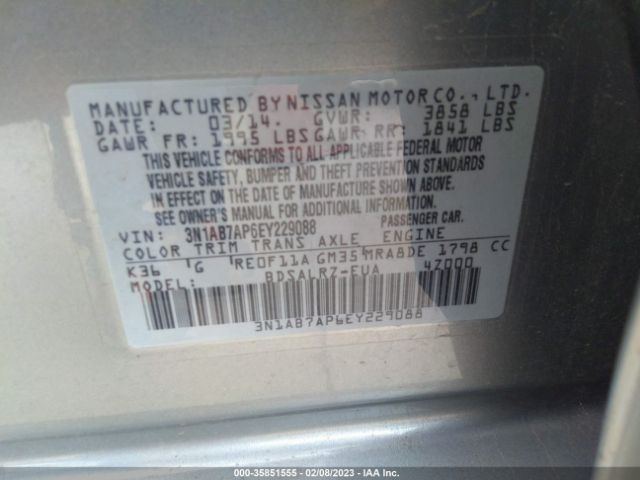 MANUFACTURED BY NISSAN MOTOR CO., LTD.
DATE: 03/14. GVWR: 3858 LBS
GAWR FR: 1995 LBS GAWR, RR: 1841 LBS
THIS VEHICLE CONFORMS TO ALL APPLICABLE FEDERAL MOTOR
VEHICLE SAFETY, BUMPER AND THEFT PREVENTION STANDARDS
IN EFFECT ON THE DATE OF MANUFACTURE SHOWN ABOVE.
SEE OWNER'S MANUAL FOR ADDITIONAL INFORMATION.
VIN: 3N1AB7AP6EY229088 PASSENGER CAR.
COLOR TRIM TRANS AXLE ENGINE
K36 G RE0F11A GM35 MRA8DE 1798 CC
MODEL: BDSALRZ-EUA 4Z000
3N1AB7AP6EY229088
000-35851555 - 02/08/2023 - IAA Inc.